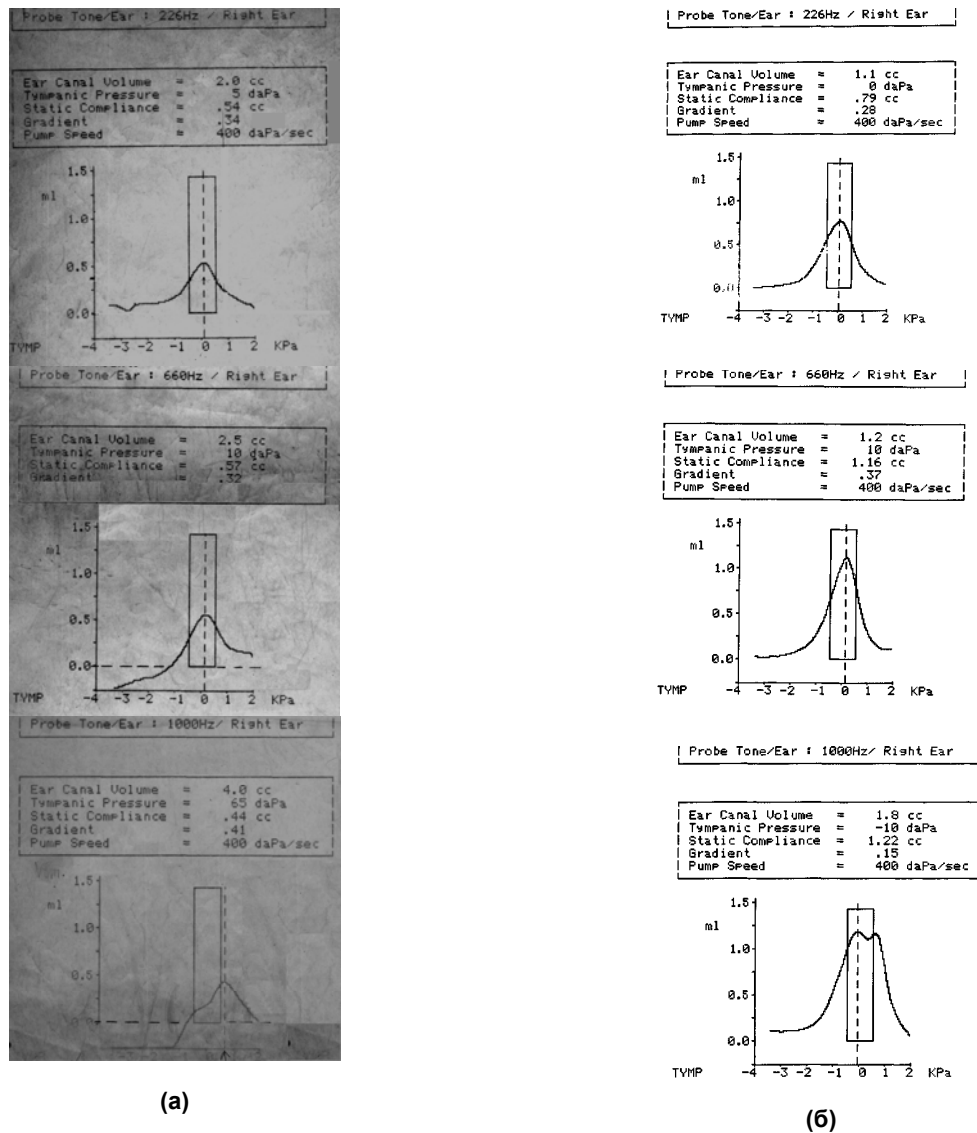 Probe Tone/Ear : 226Hz / Right Ear
Ear Canal Volume = 2.0 cc
Tympanic Pressure = 5 daPa
Static Compliance = .54 cc
Gradient = .34
Pump Speed = 400 daPa/sec
1.5
ml
1.0
0.5
0.0
TYMP -4 -3 -2 -1 0 1 2 KPa
Probe Tone/Ear : 660Hz / Right Ear
Ear Canal Volume = 2.5 cc
Tympanic Pressure = 10 daPa
Static Compliance = .57 cc
Gradient = .32
1.5
ml
1.0
0.5
0.0
TYMP -4 -3 -2 -1 0 1 2 KPa
Probe Tone/Ear : 1000Hz/ Right Ear
Ear Canal Volume = 4.0 cc
Tympanic Pressure = 65 daPa
Static Compliance = .44 cc
Gradient = .41
Pump Speed = 400 daPa/sec
1.5
ml
1.0
0.5
0.0
(а)
Probe Tone/Ear : 226Hz / Right Ear
Ear Canal Volume = 1.1 cc
Tympanic Pressure = 0 daPa
Static Compliance = .79 cc
Gradient = .28
Pump Speed = 400 daPa/sec
1.5
ml
1.0
0.5
0.0
TYMP -4 -3 -2 -1 0 1 2 KPa
Probe Tone/Ear : 660Hz / Right Ear
Ear Canal Volume = 1.2 cc
Tympanic Pressure = 10 daPa
Static Compliance = 1.16 cc
Gradient = .37
Pump Speed = 400 daPa/sec
1.5
ml
1.0
0.5
0.0
TYMP -4 -3 -2 -1 0 1 2 KPa
Probe Tone/Ear : 1000Hz/ Right Ear
Ear Canal Volume = 1.8 cc
Tympanic Pressure = -10 daPa
Static Compliance = 1.22 cc
Gradient = .15
Pump Speed = 400 daPa/sec
1.5
ml
1.0
0.5
0.0
TYMP -4 -3 -2 -1 0 1 2 KPa
(б)